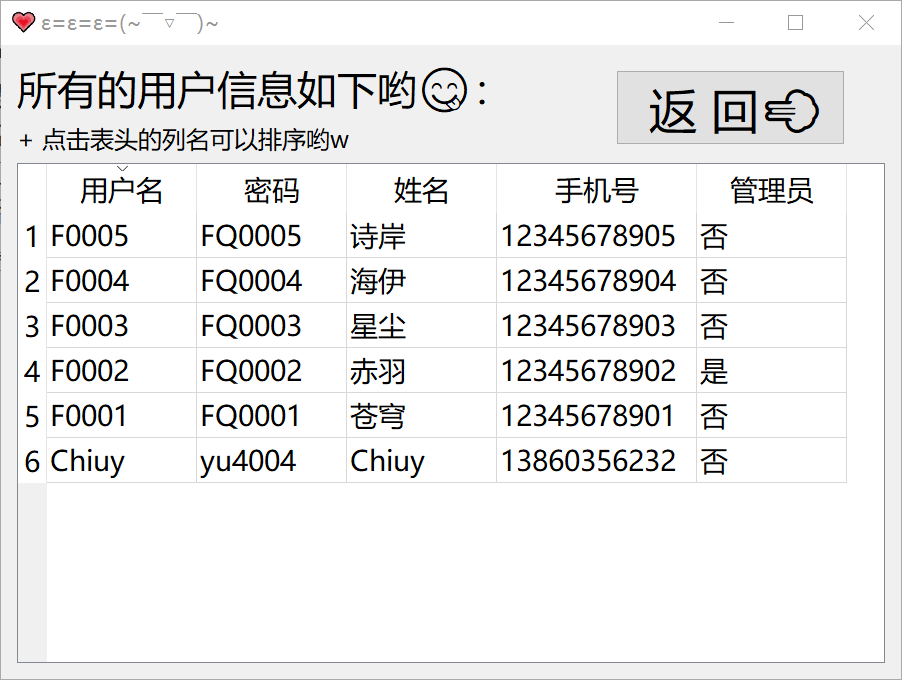 ε=ε=ε=(~￣▽￣)~
所有的用户信息如下哟😋：
返 回👈
+ 点击表头的列名可以排序哟w
用户名 密码 姓名 手机号 管理员
1 F0005 FQ0005 诗岸 12345678905 否
2 F0004 FQ0004 海伊 12345678904 否
3 F0003 FQ0003 星尘 12345678903 否
4 F0002 FQ0002 赤羽 12345678902 是
5 F0001 FQ0001 苍穹 12345678901 否
6 Chiuy yu4004 Chiuy 13860356232 否